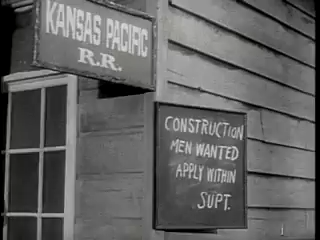 KANSAS PACIFIC
R.R.
CONSTRUCTION
MEN WANTED
APPLY WITHIN
SUPT.